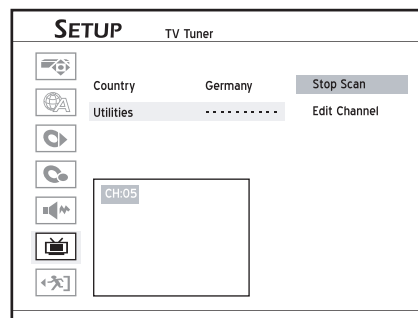 SETUP TV Tuner
Country Germany Stop Scan
Utilities - - - - - - - - - - Edit Channel
CH:05